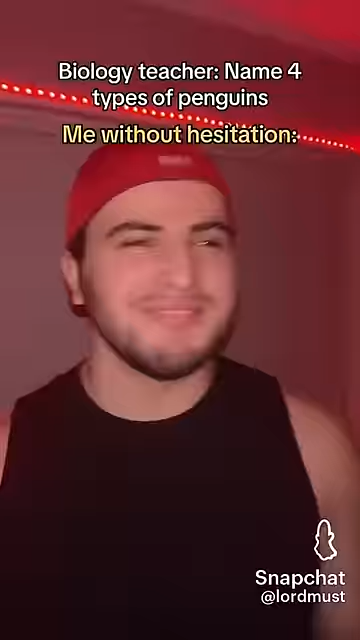 Biology teacher: Name 4
types of penguins
Me without hesitation:
Snapchat
@lordmust